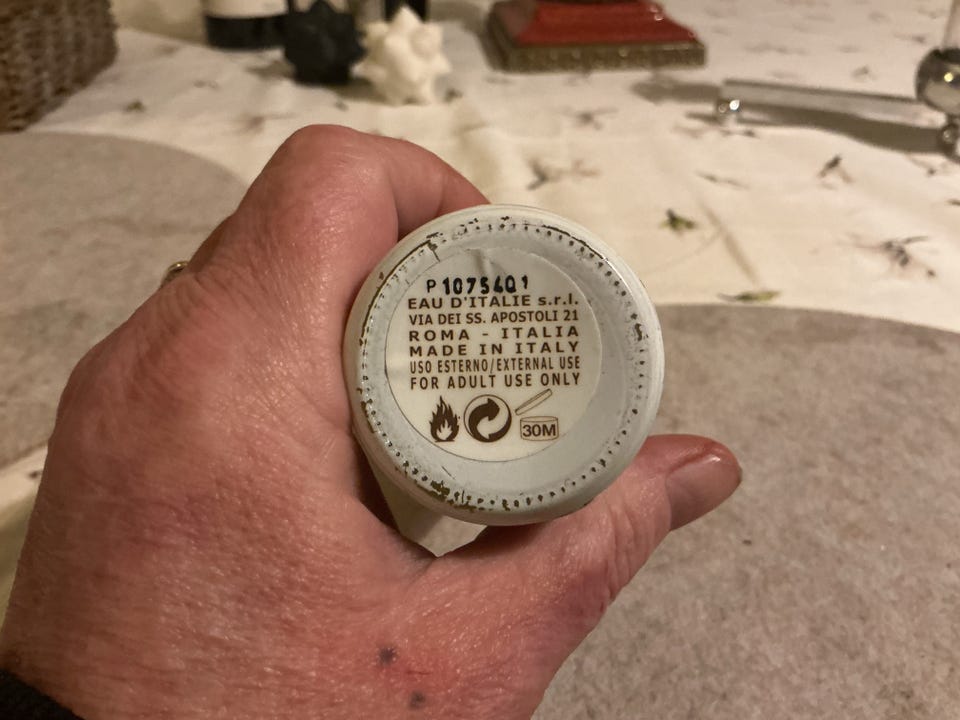 P 1075401
EAU D'ITALIE s.r.l.
VIA DEI SS. APOSTOLI 21
ROMA - ITALIA
MADE IN ITALY
USO ESTERNO/EXTERNAL USE
FOR ADULT USE ONLY
30M